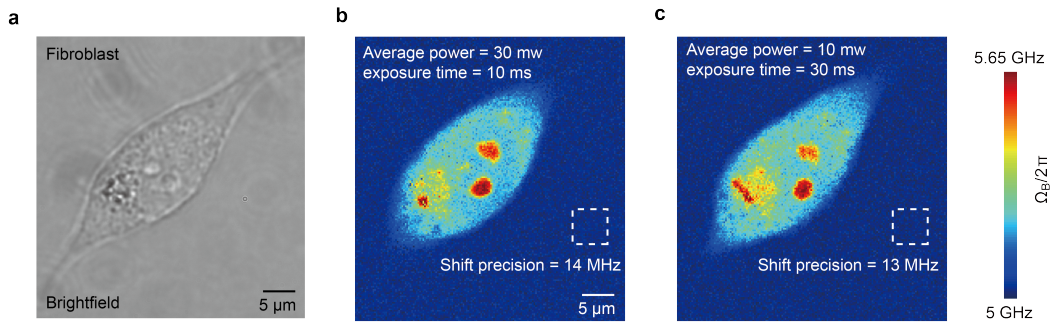 a
Fibroblast
Brightfield
5 μm
b
Average power = 30 mw
exposure time = 10 ms
Shift precision = 14 MHz
5 μm
c
Average power = 10 mw
exposure time = 30 ms
Shift precision = 13 MHz
5.65 GHz
Ω_B/2π
5 GHz